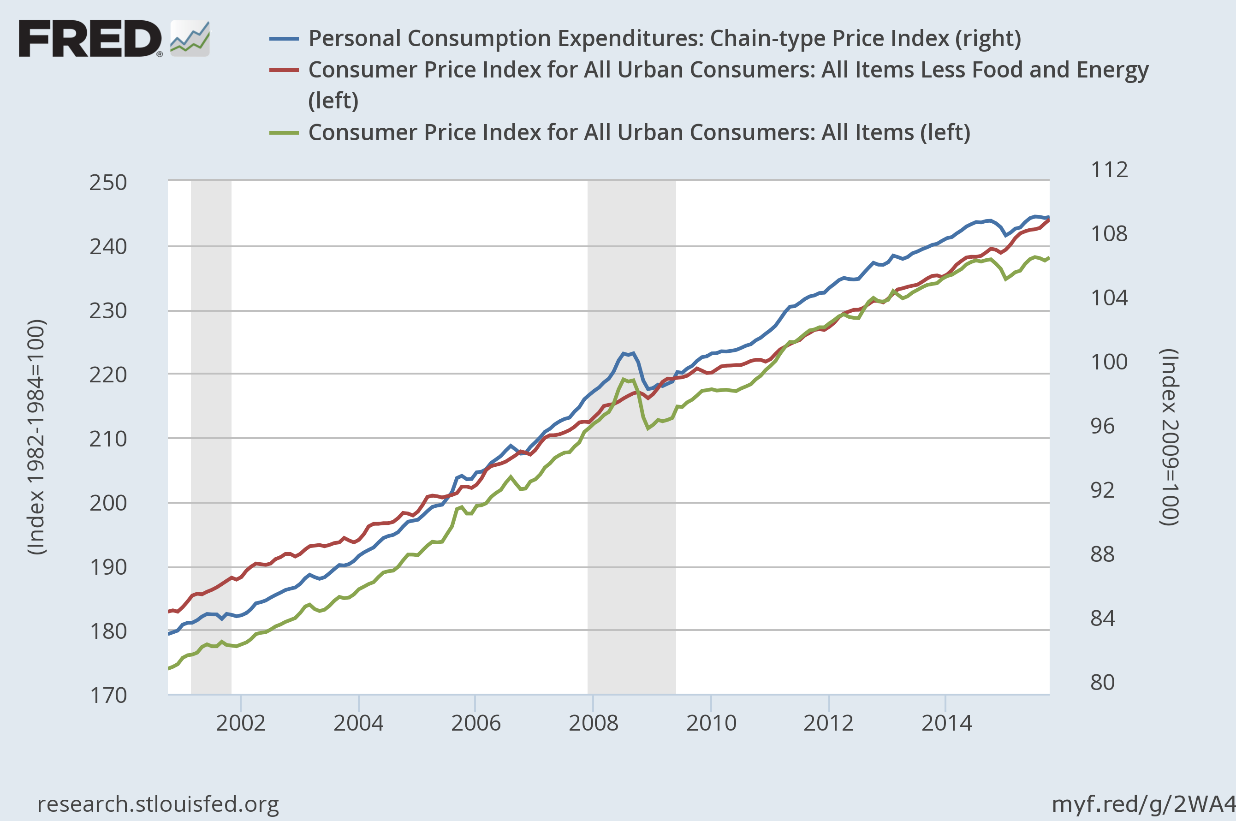 FRED®
Personal Consumption Expenditures: Chain-type Price Index (right)
Consumer Price Index for All Urban Consumers: All Items Less Food and Energy
(left)
Consumer Price Index for All Urban Consumers: All Items (left)
250
240
230
220
210
200
190
180
170
(Index 1982-1984=100)
112
108
104
100
96
92
88
84
80
(Index 2009=100)
2002 2004 2006 2008 2010 2012 2014
research.stlouisfed.org
myf.red/g/2WA4